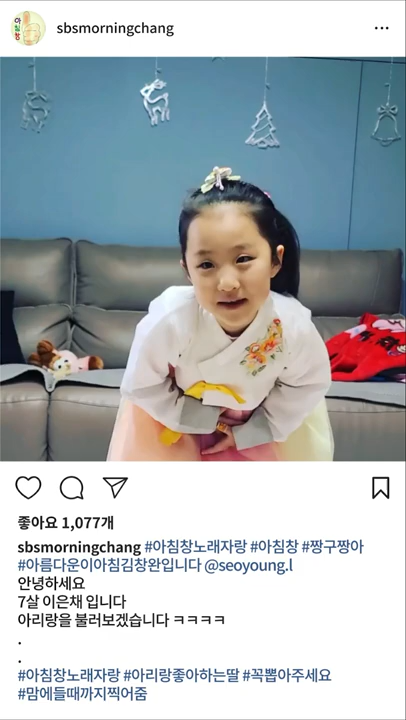 아침창
sbsmorningchang
좋아요 1,077개
sbsmorningchang #아침창노래자랑 #아침창 #짱구짱아
#아름다운이아침김창완입니다 @seoyoung.l
안녕하세요
7살 이은채 입니다
아리랑을 불러보겠습니다 ㅋㅋㅋㅋ
.
.
#아침창노래자랑 #아리랑좋아하는딸 #꼭뽑아주세요
#맘에들때까지찍어줌